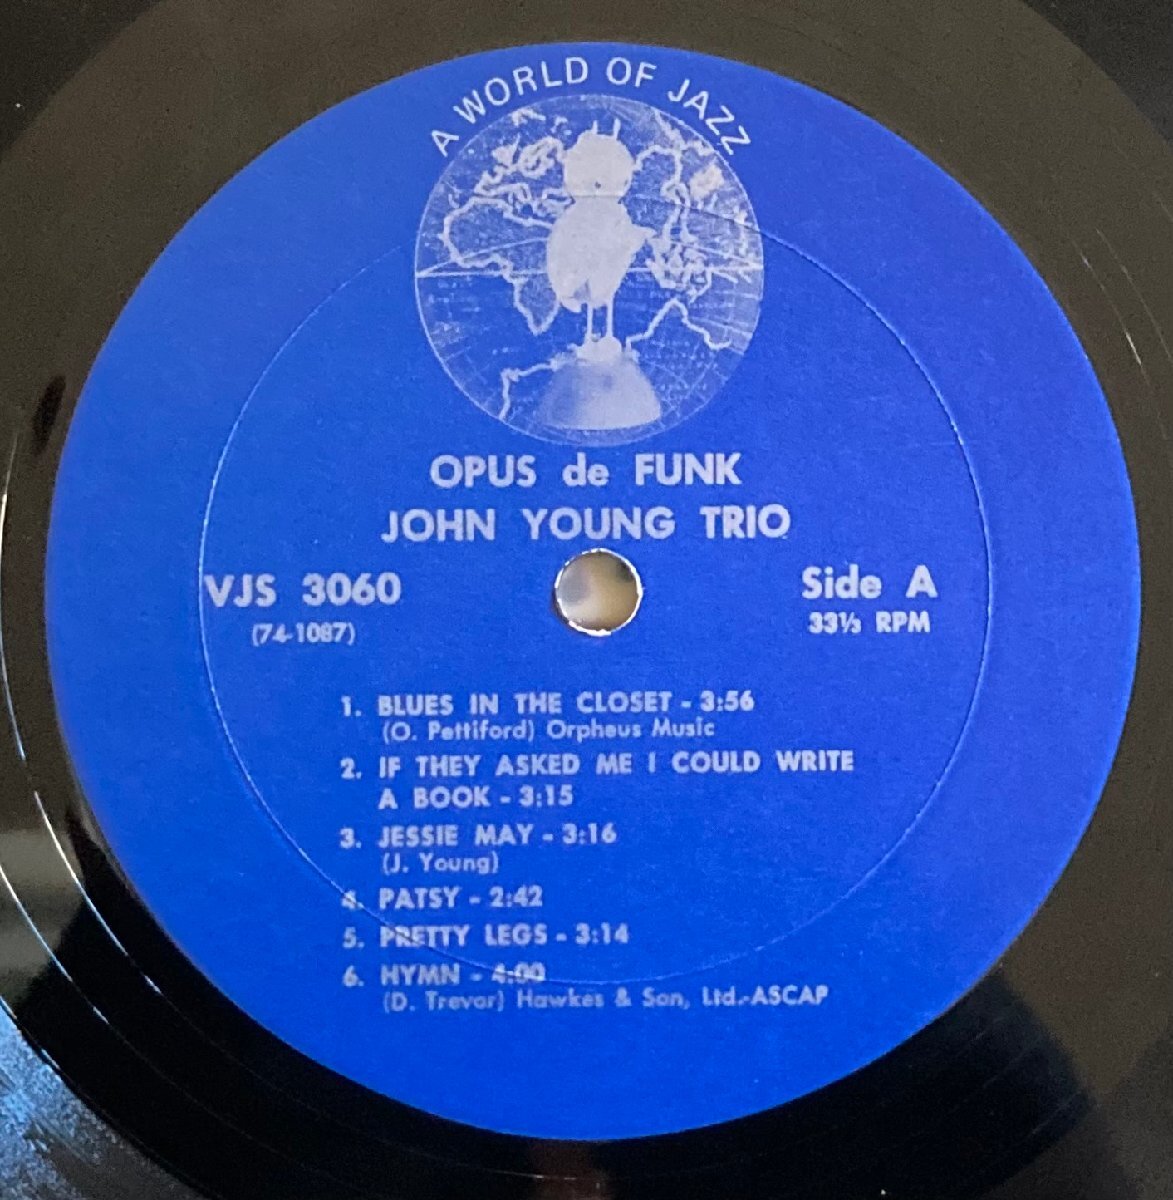 A WORLD OF JAZZ
OPUS de FUNK
JOHN YOUNG TRIO
VJS 3060
(74-1087)
Side A
33⅓ RPM
1. BLUES IN THE CLOSET - 3:56
(O. Pettiford) Orpheus Music
2. IF THEY ASKED ME I COULD WRITE
A BOOK - 3:15
3. JESSIE MAY - 3:16
(J. Young)
4. PATSY - 2:42
5. PRETTY LEGS - 3:14
6. HYMN - 4:00
(D. Trevor) Hawkes & Son, Ltd.-ASCAP